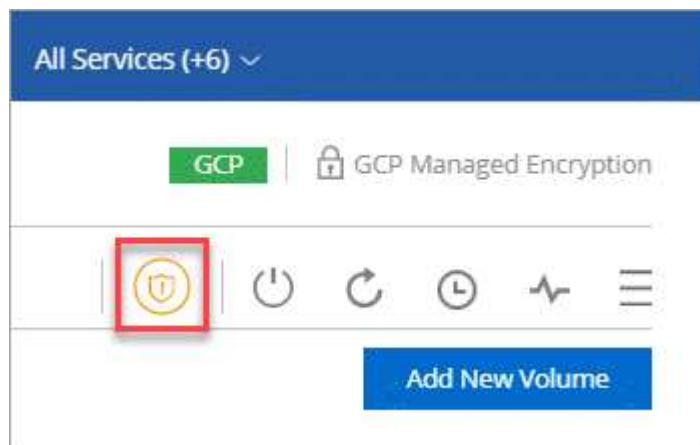 All Services (+6)
GCP
GCP Managed Encryption
Add New Volume